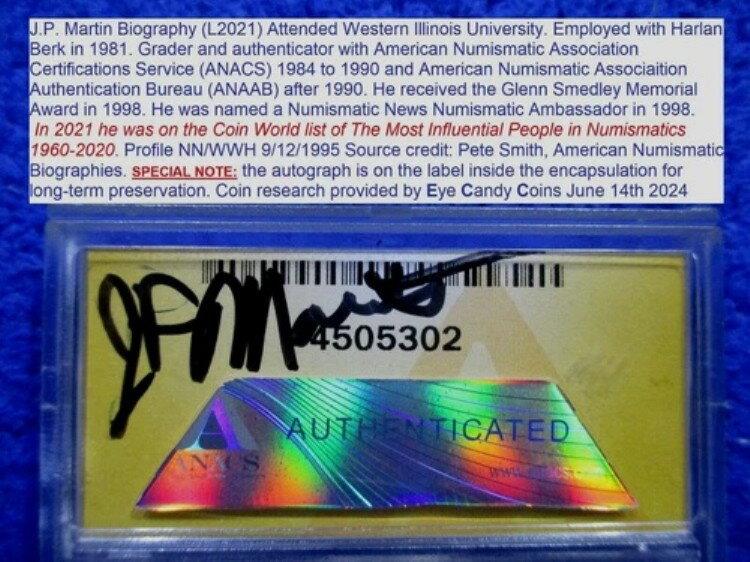 J.P. Martin Biography (L2021) Attended Western Illinois University. Employed with Harlan
Berk in 1981. Grader and authenticator with American Numismatic Association
Certifications Service (ANACS) 1984 to 1990 and American Numismatic Associaition
Authentication Bureau (ANAAB) after 1990. He received the Glenn Smedley Memorial
Award in 1998. He was named a Numismatic News Numismatic Ambassador in 1998.
In 2021 he was on the Coin World list of The Most Influential People in Numismatics
1960-2020. Profile NN/WWH 9/12/1995 Source credit: Pete Smith, American Numismatic
Biographies. SPECIAL NOTE: the autograph is on the label inside the encapsulation for
long-term preservation. Coin research provided by Eye Candy Coins June 14th 2024
J.P. Martin
4505302
AUTHENTICATED
ANACS